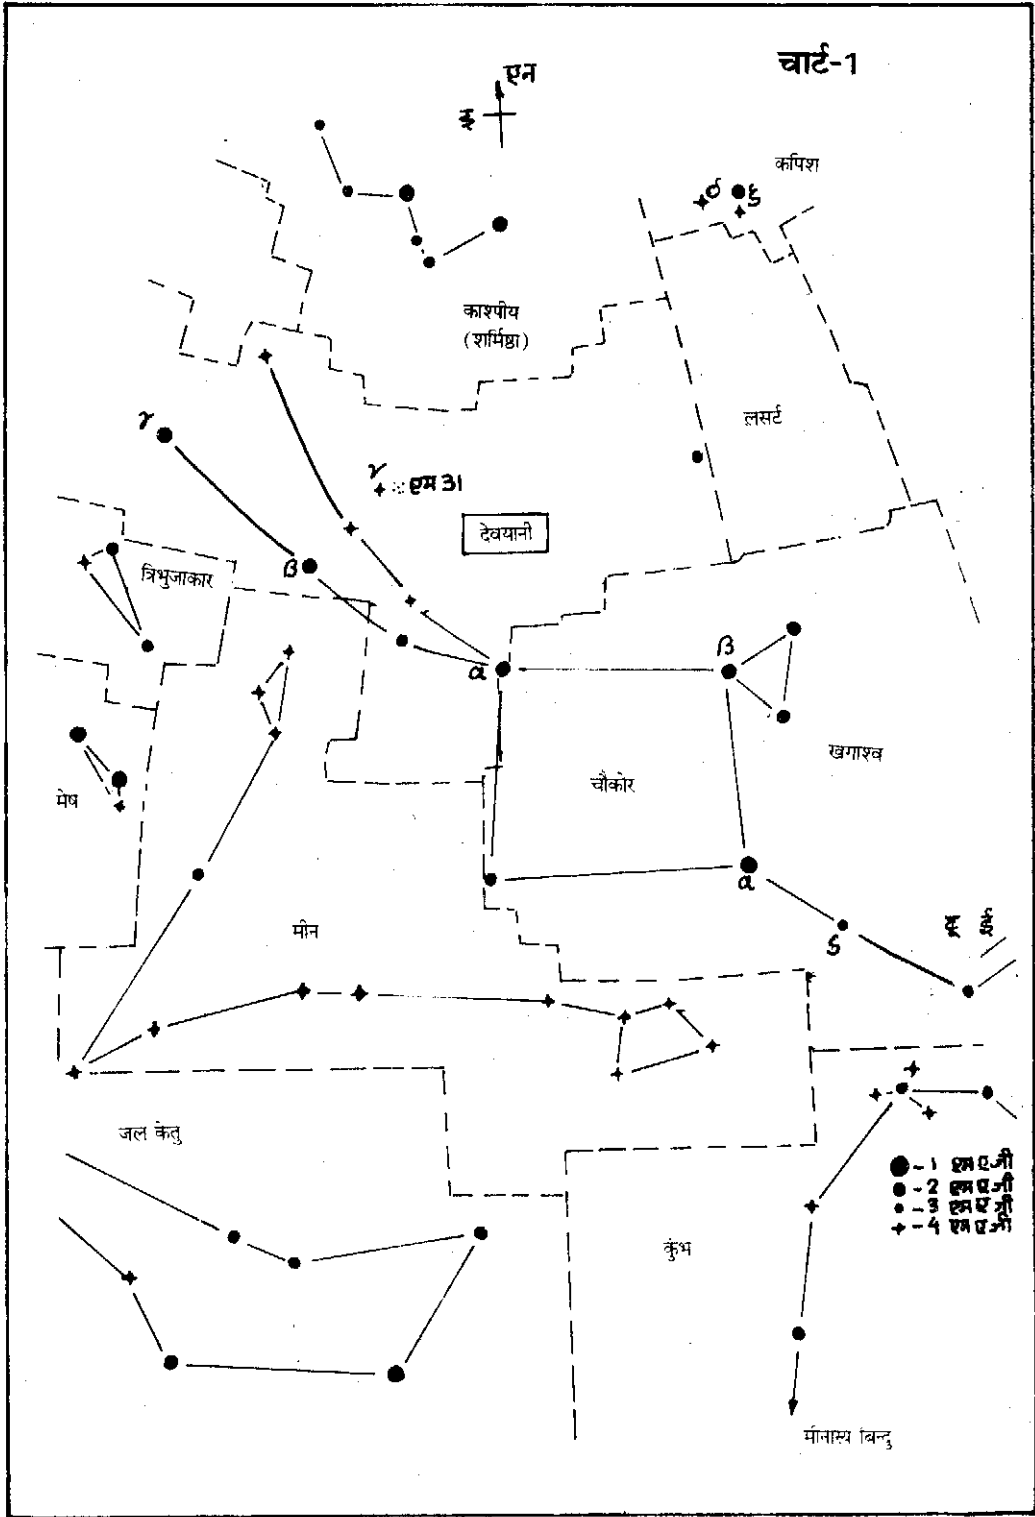 चार्ट-1
एन
इ
कपिश
δ
ξ
काश्पीय
(शर्मिष्ठा)
लसर्ट
γ
γ
एम 31
देवयानी
त्रिभुजाकार
β
α
β
खगाश्व
चौकोर
मेष
α
मीन
ς
जल केतु
- 1 एम ए जी
- 2 एम ए जी
- 3 एम ए जी
- 4 एम ए जी
कुंभ
मीनास्य बिन्दु